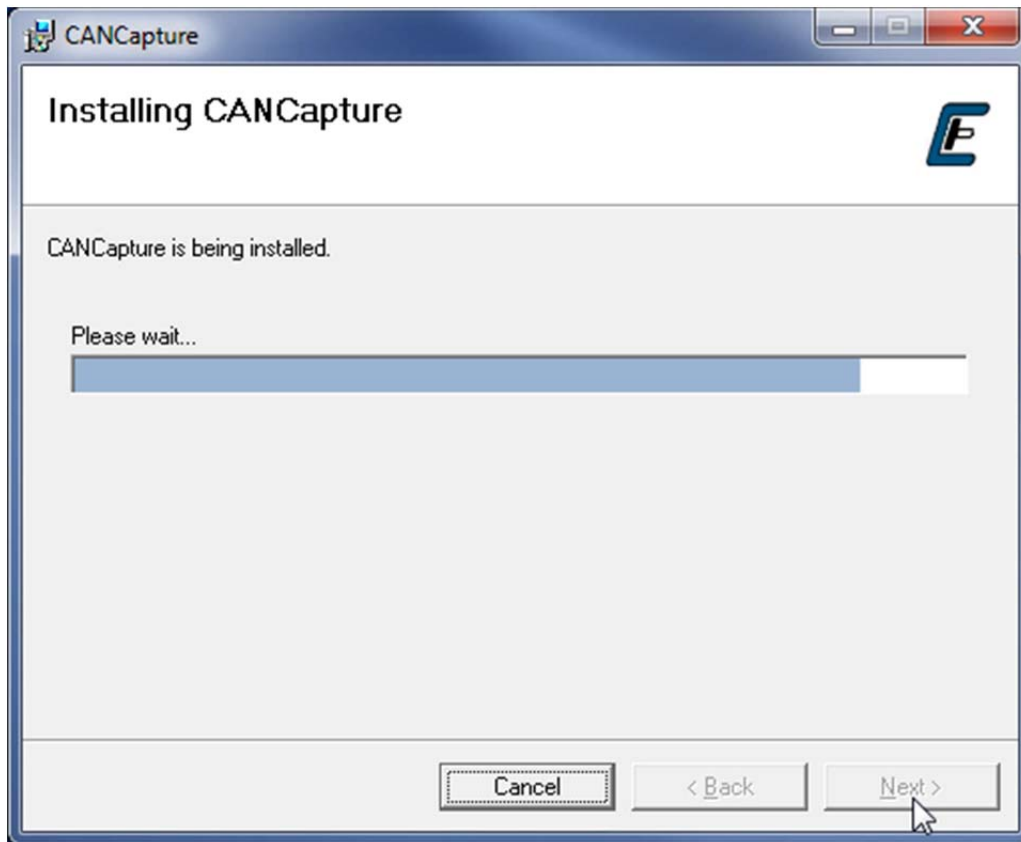 CANCapture
Installing CANCapture
CANCapture is being installed.
Please wait...
Cancel
< Back
Next >